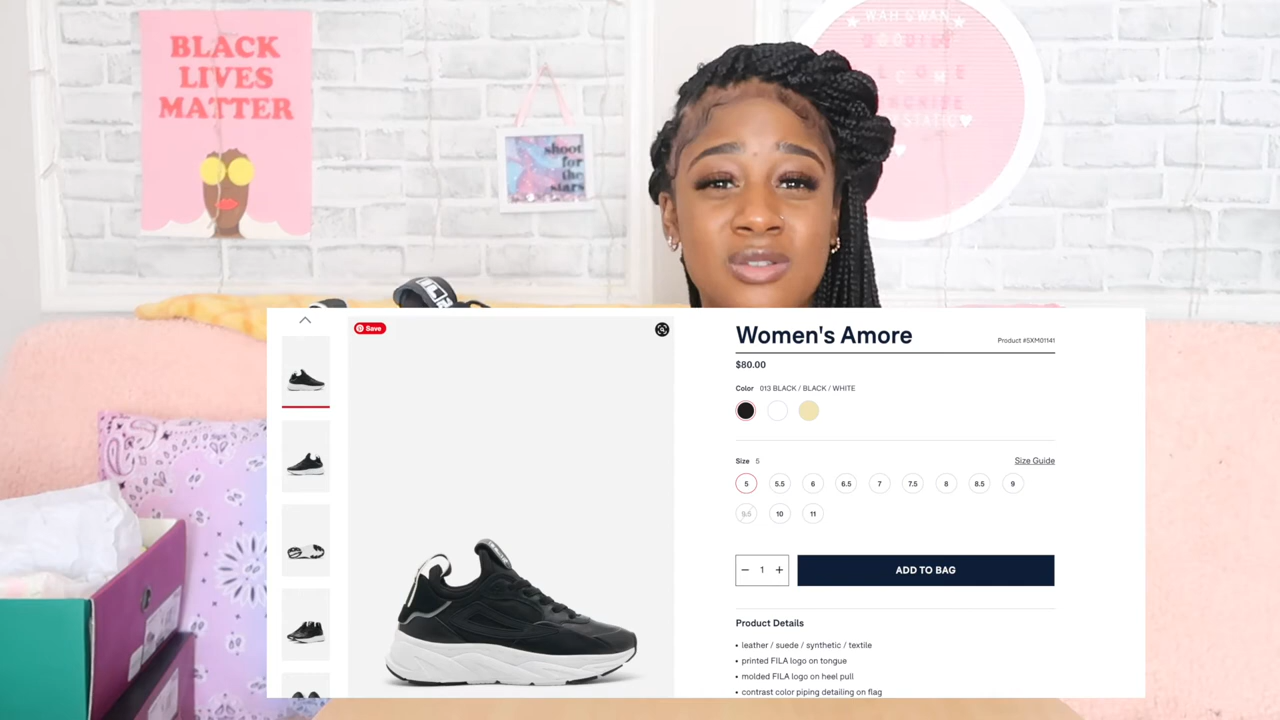 BLACK
LIVES
MATTER
shoot
for
the
stars
WAH GWAN
Save
Women's Amore
Product #5XM01141
$80.00
Color 013 BLACK / BLACK / WHITE
Size 5
Size Guide
5 5.5 6 6.5 7 7.5 8 8.5 9
9.5 10 11
1
ADD TO BAG
Product Details
leather / suede / synthetic / textile
printed FILA logo on tongue
molded FILA logo on heel pull
contrast color piping detailing on flag